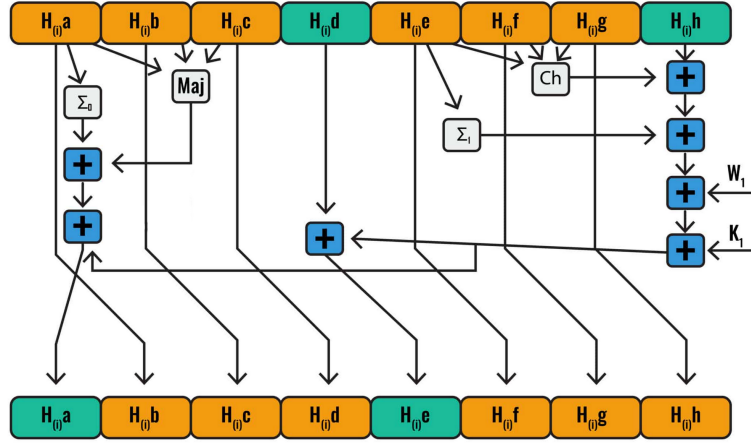 H(i)a H(i)b H(i)c H(i)d H(i)e H(i)f H(i)g H(i)h
Maj Ch +
Σ0
Σ1 +
+ + W1
+ + + K1
H(i)a H(i)b H(i)c H(i)d H(i)e H(i)f H(i)g H(i)h